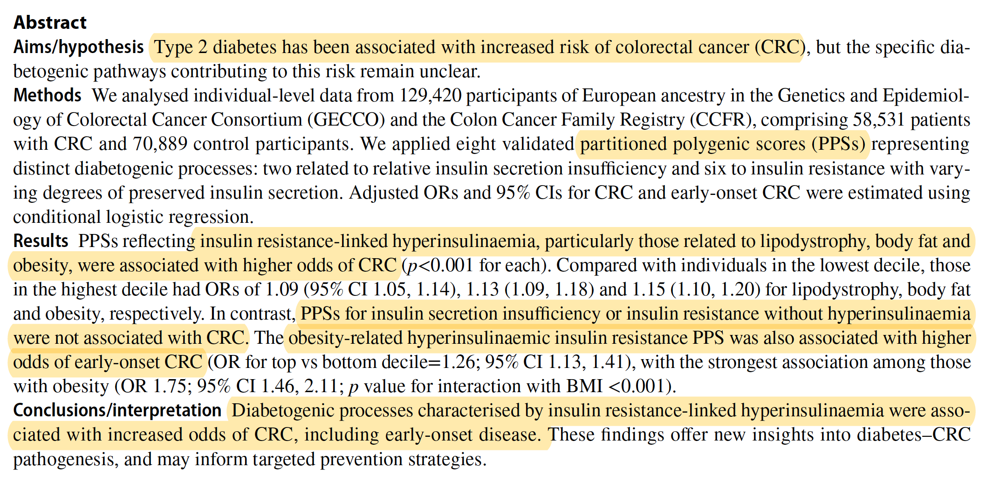 Abstract
Aims/hypothesis Type 2 diabetes has been associated with increased risk of colorectal cancer (CRC), but the specific dia-
betogenic pathways contributing to this risk remain unclear.
Methods We analysed individual-level data from 129,420 participants of European ancestry in the Genetics and Epidemiol-
ogy of Colorectal Cancer Consortium (GECCO) and the Colon Cancer Family Registry (CCFR), comprising 58,531 patients
with CRC and 70,889 control participants. We applied eight validated partitioned polygenic scores (PPSs) representing
distinct diabetogenic processes: two related to relative insulin secretion insufficiency and six to insulin resistance with vary-
ing degrees of preserved insulin secretion. Adjusted ORs and 95% CIs for CRC and early-onset CRC were estimated using
conditional logistic regression.
Results PPSs reflecting insulin resistance-linked hyperinsulinaemia, particularly those related to lipodystrophy, body fat and
obesity, were associated with higher odds of CRC (p<0.001 for each). Compared with individuals in the lowest decile, those
in the highest decile had ORs of 1.09 (95% CI 1.05, 1.14), 1.13 (1.09, 1.18) and 1.15 (1.10, 1.20) for lipodystrophy, body fat
and obesity, respectively. In contrast, PPSs for insulin secretion insufficiency or insulin resistance without hyperinsulinaemia
were not associated with CRC. The obesity-related hyperinsulinaemic insulin resistance PPS was also associated with higher
odds of early-onset CRC (OR for top vs bottom decile=1.26; 95% CI 1.13, 1.41), with the strongest association among those
with obesity (OR 1.75; 95% CI 1.46, 2.11; p value for interaction with BMI <0.001).
Conclusions/interpretation Diabetogenic processes characterised by insulin resistance-linked hyperinsulinaemia were asso-
ciated with increased odds of CRC, including early-onset disease. These findings offer new insights into diabetes–CRC
pathogenesis, and may inform targeted prevention strategies.